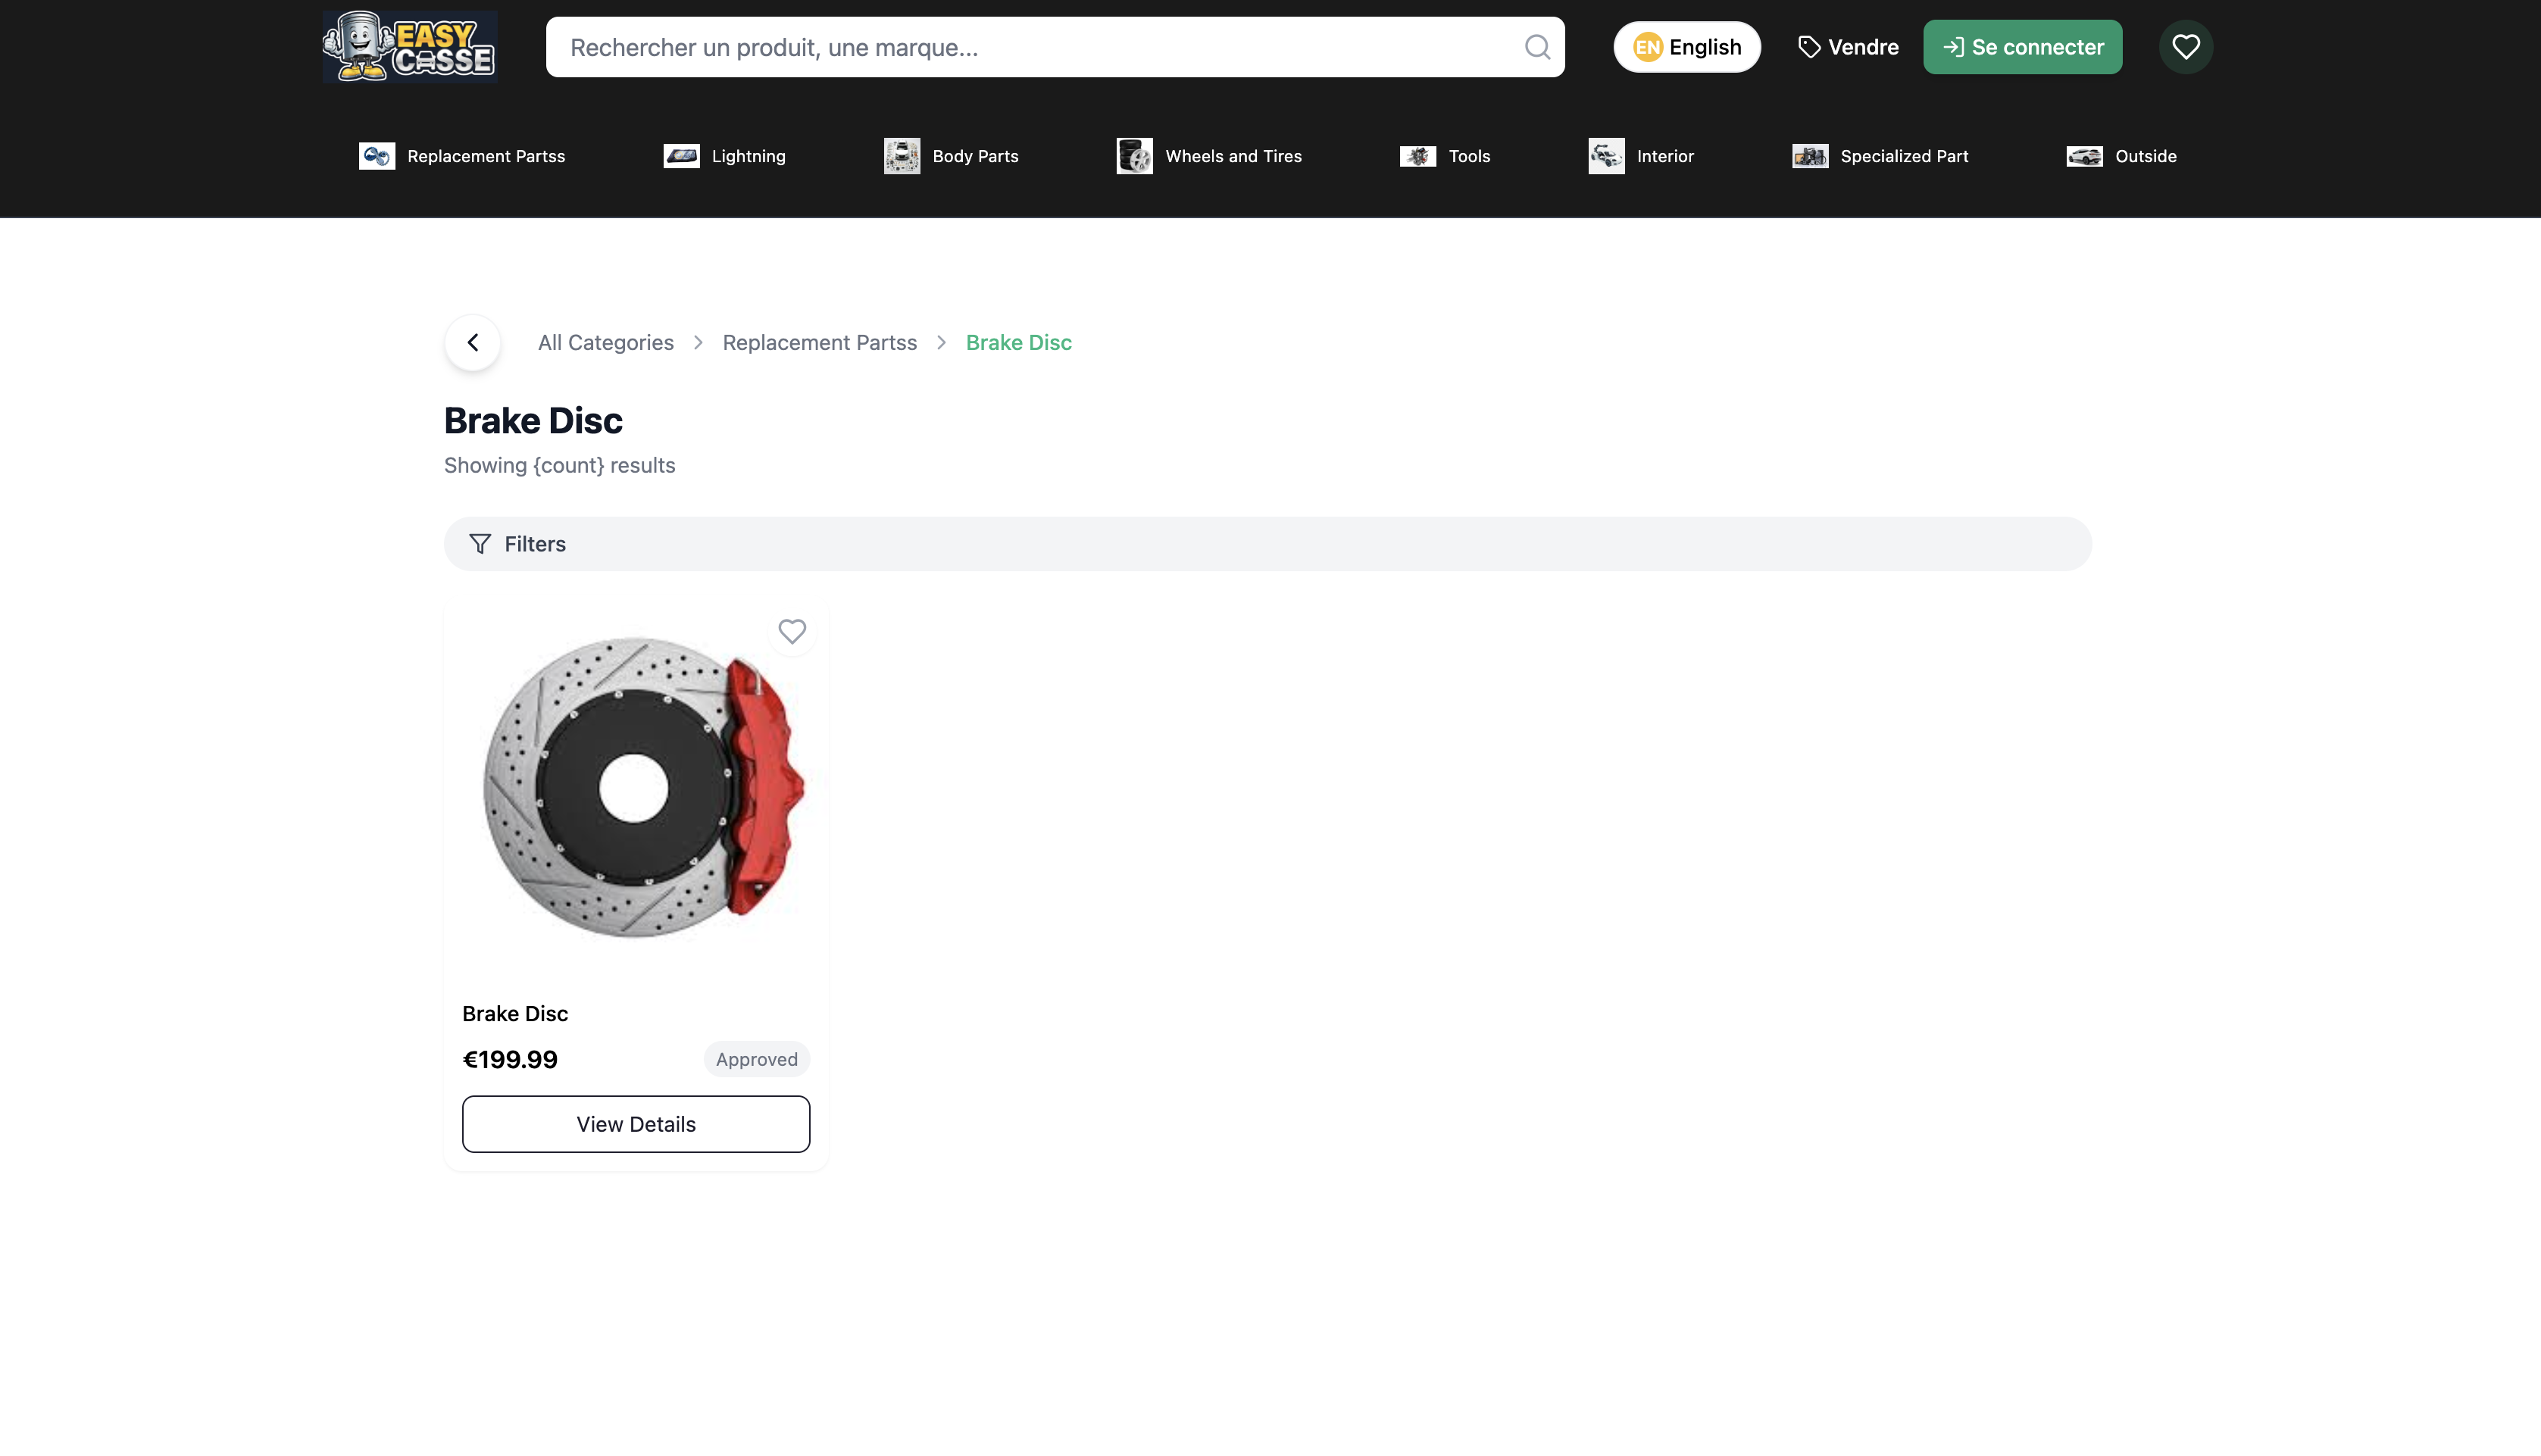 EASY
CASSE
Rechercher un produit, une marque...
EN English
Vendre
Se connecter
Replacement Partss
Lightning
Body Parts
Wheels and Tires
Tools
Interior
Specialized Part
Outside
All Categories > Replacement Partss > Brake Disc
Brake Disc
Showing {count} results
Filters
Brake Disc
€199.99
Approved
View Details